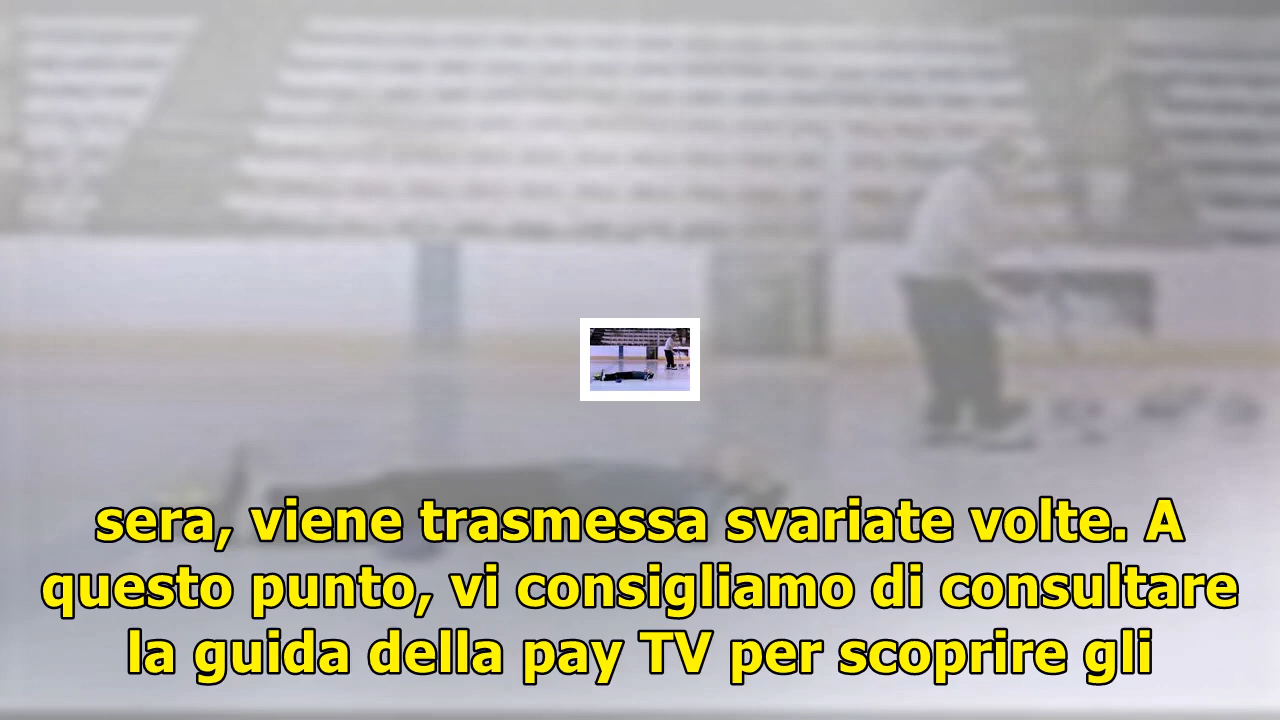 sera, viene trasmessa svariate volte. A
questo punto, vi consigliamo di consultare
la guida della pay TV per scoprire gli